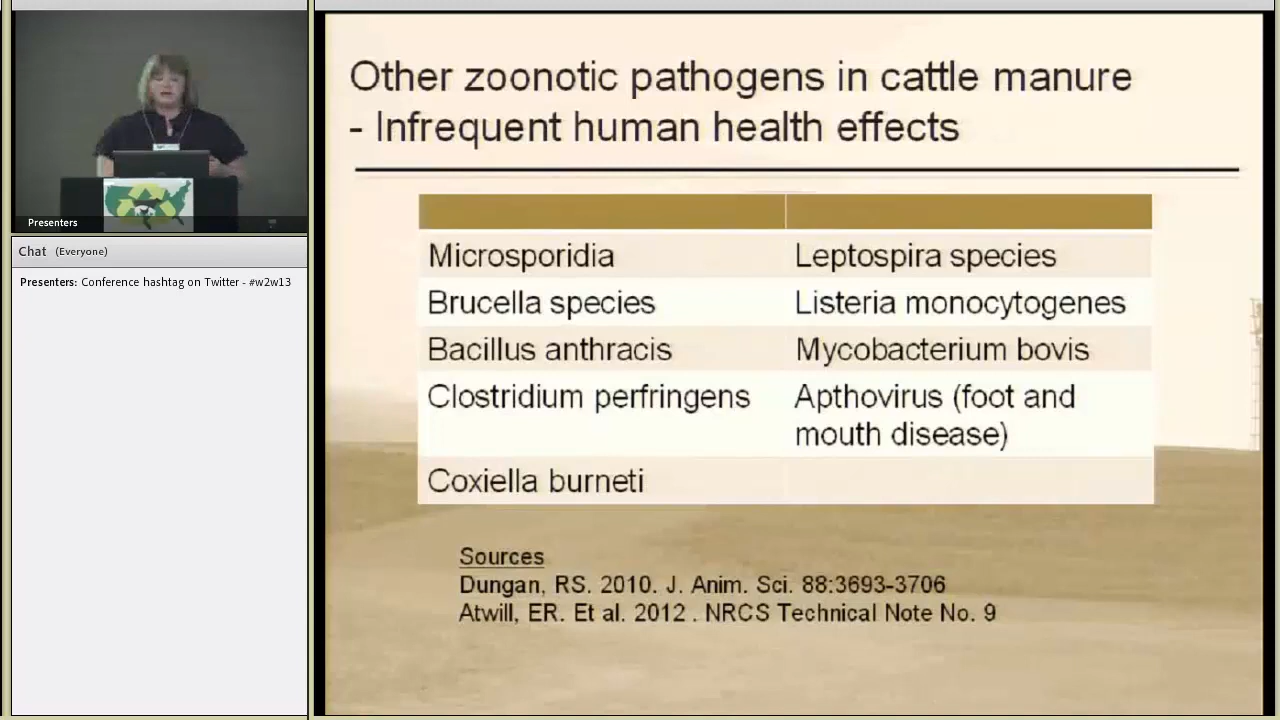 Presenters
Chat (Everyone)
Presenters: Conference hashtag on Twitter - #w2w13
Other zoonotic pathogens in cattle manure
- Infrequent human health effects
Microsporidia Leptospira species
Brucella species Listeria monocytogenes
Bacillus anthracis Mycobacterium bovis
Clostridium perfringens Apthovirus (foot and
mouth disease)
Coxiella burneti
Sources
Dungan, RS. 2010. J. Anim. Sci. 88:3693-3706
Atwill, ER. Et al. 2012 . NRCS Technical Note No. 9